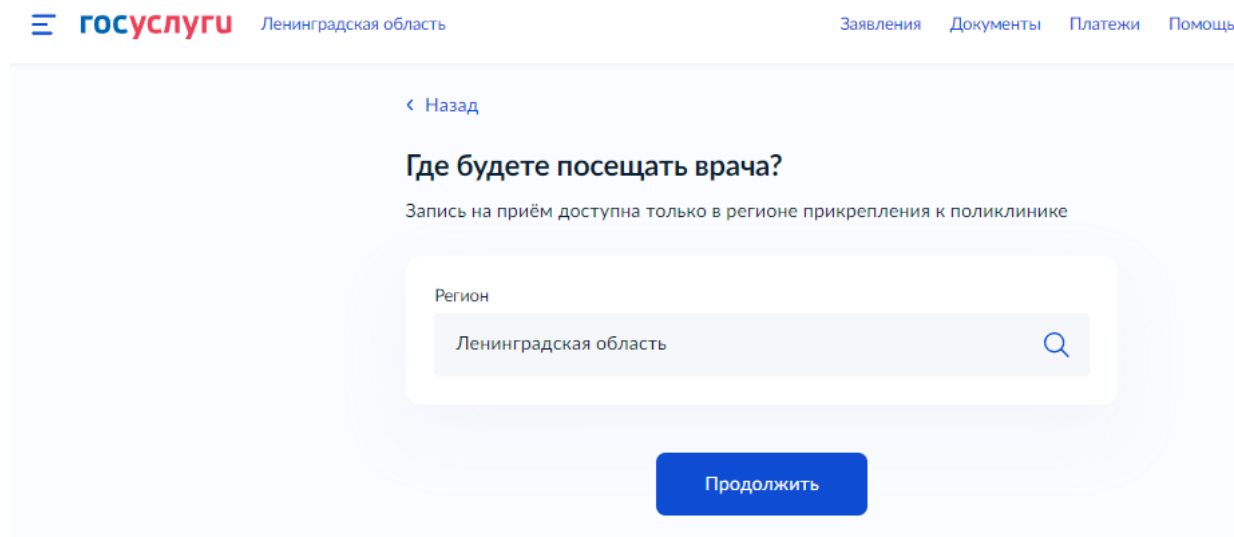 госуслуги Ленинградская область Заявления Документы Платежи Помощь
Назад
Где будете посещать врача?
Запись на приём доступна только в регионе прикрепления к поликлинике
Регион
Ленинградская область
Продолжить